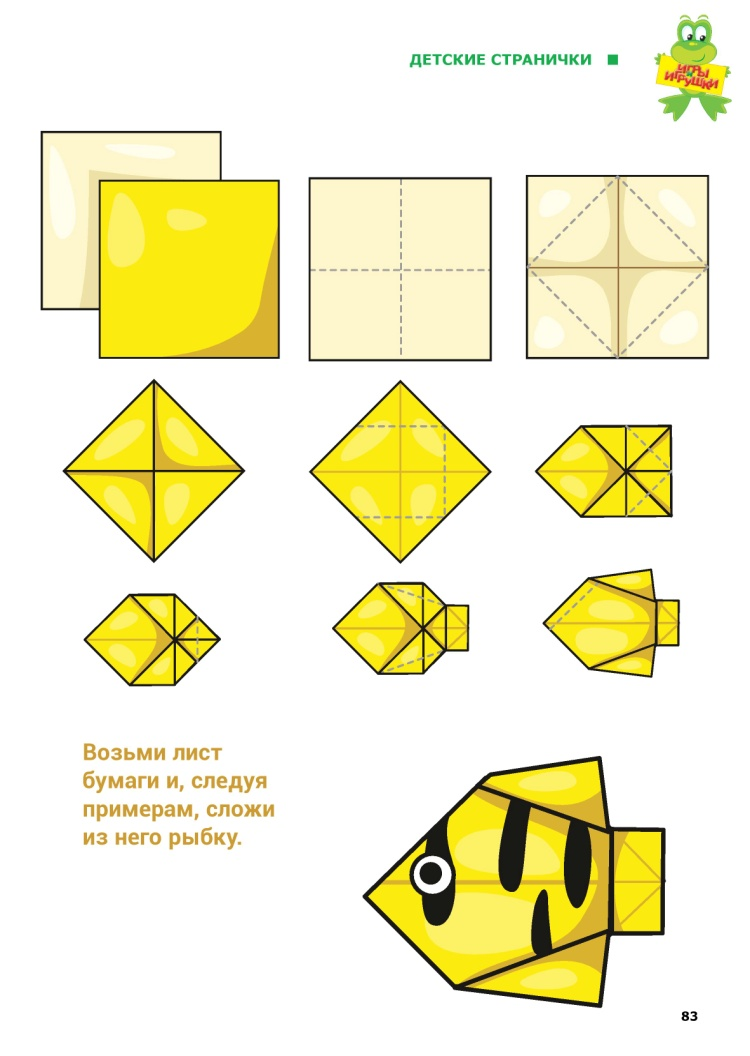 ДЕТСКИЕ СТРАНИЧКИ
ИГРЫ
ИГРУШКИ
Возьми лист
бумаги и, следуя
примерам, сложи
из него рыбку.
83